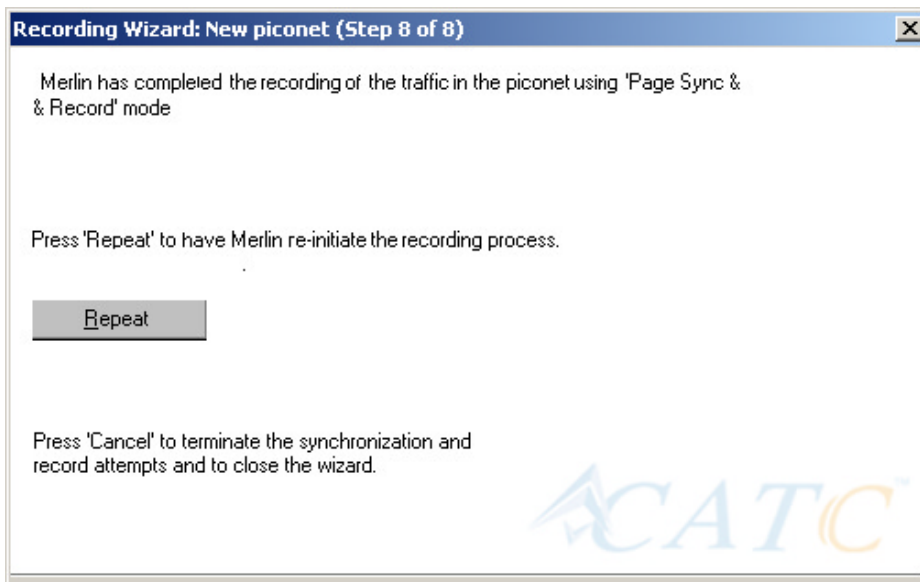 Recording Wizard: New piconet (Step 8 of 8)
Merlin has completed the recording of the traffic in the piconet using 'Page Sync &
& Record' mode
Press 'Repeat' to have Merlin re-initiate the recording process.
.
Repeat
Press 'Cancel' to terminate the synchronization and
record attempts and to close the wizard.
CATC™